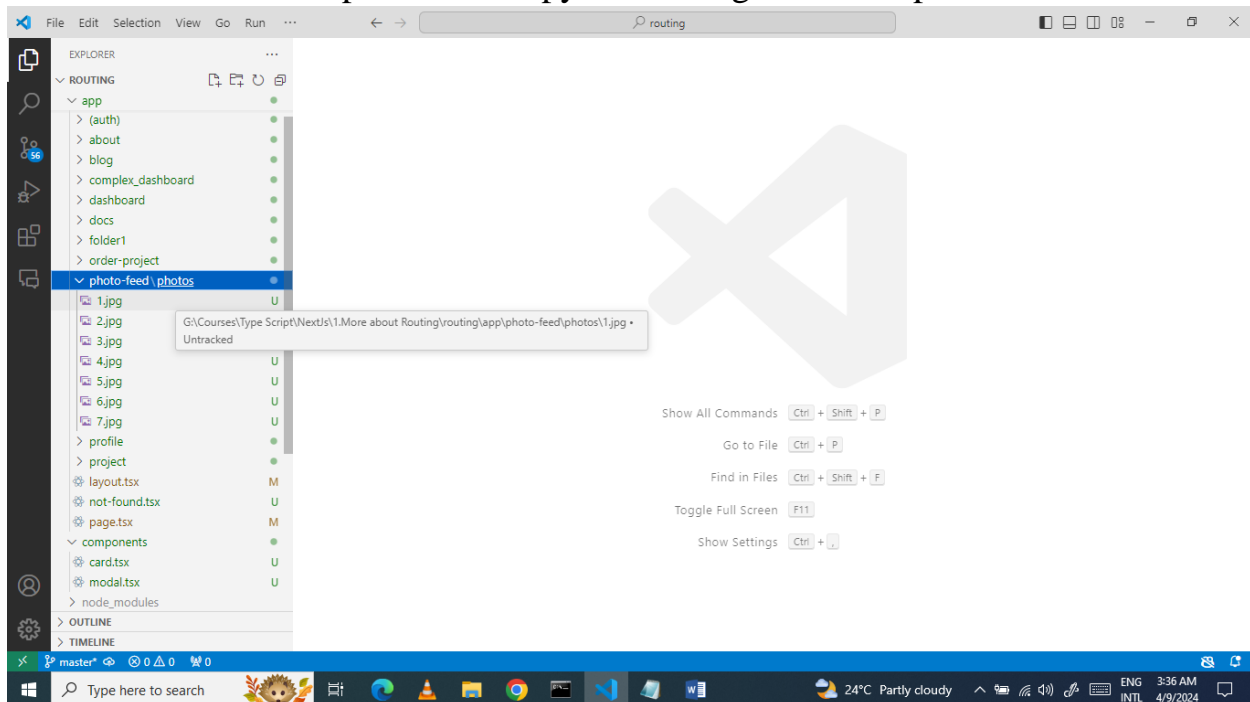 File Edit Selection View Go Run ···
routing
EXPLORER
ROUTING
app
(auth)
about
blog
complex_dashboard
dashboard
docs
folder1
order-project
photo-feed\photos
1.jpg U
2.jpg
3.jpg
4.jpg U
5.jpg U
6.jpg U
7.jpg U
profile
project
layout.tsx M
not-found.tsx U
page.tsx M
components
card.tsx U
modal.tsx U
node_modules
OUTLINE
TIMELINE
56
G:\Courses\Type Script\NextJs\1.More about Routing\routing\app\photo-feed\photos\1.jpg •
Untracked
Show All Commands Ctrl + Shift + P
Go to File Ctrl + P
Find in Files Ctrl + Shift + F
Toggle Full Screen F11
Show Settings Ctrl + ,
master* 0 0 0
Type here to search
24°C Partly cloudy
ENG
INTL
3:36 AM
4/9/2024